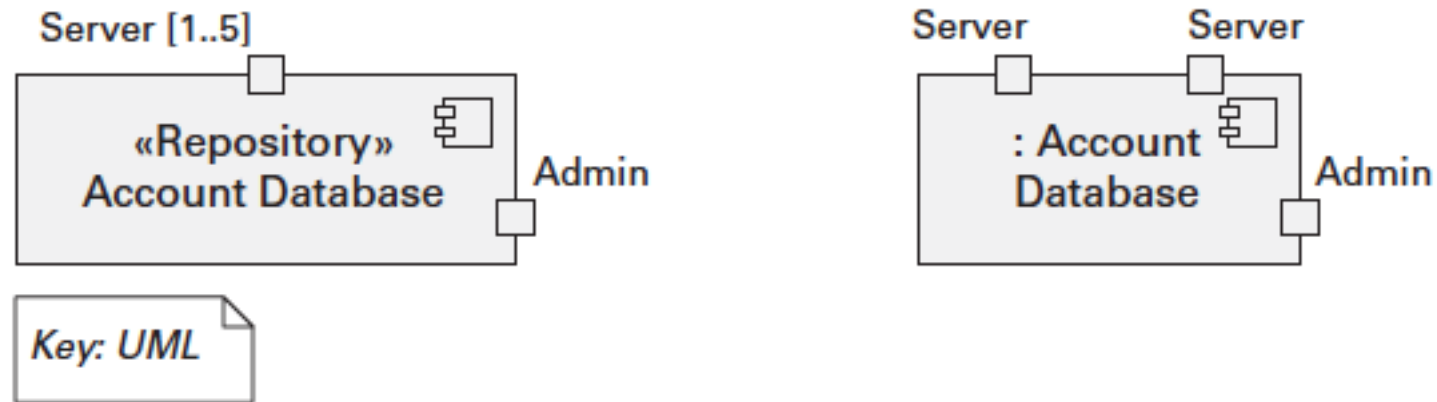 Server [1..5]
«Repository»
Account Database
Admin
Key: UML
Server
Server
: Account
Database
Admin